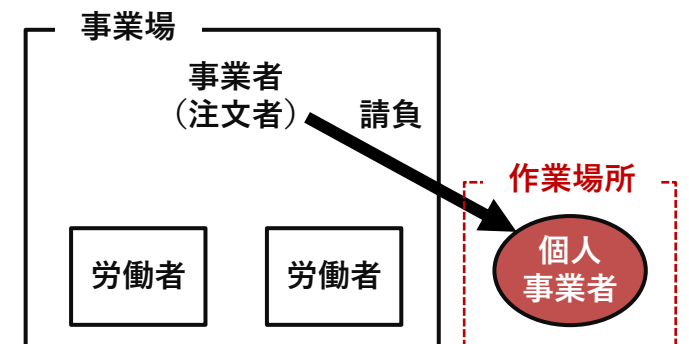 事業場
事業者
（注文者）
請負
作業場所
労働者
労働者
個人
事業者